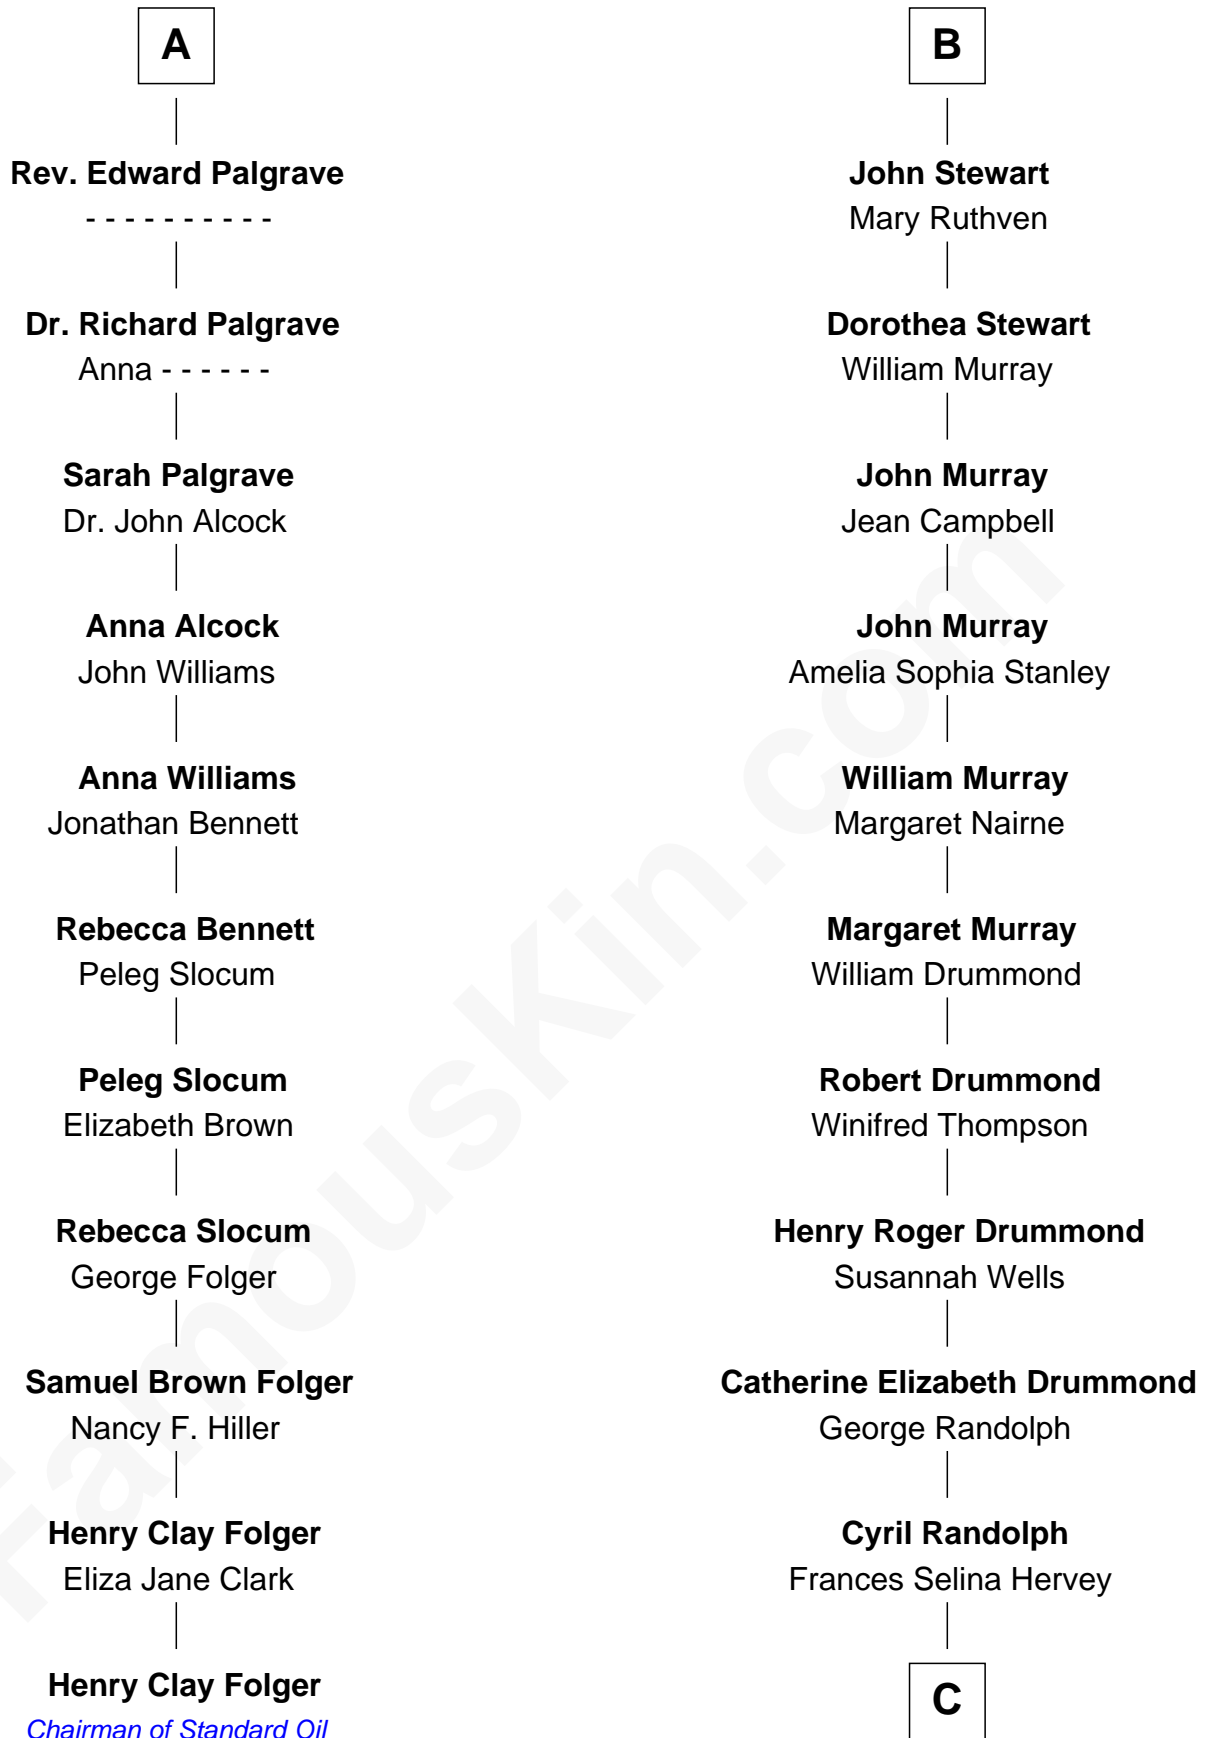 A
Rev. Edward Palgrave
- - - - - - - - - -
Dr. Richard Palgrave
Anna - - - - - -
Sarah Palgrave
Dr. John Alcock
Anna Alcock
John Williams
Anna Williams
Jonathan Bennett
Rebecca Bennett
Peleg Slocum
Peleg Slocum
Elizabeth Brown
Rebecca Slocum
George Folger
Samuel Brown Folger
Nancy F. Hiller
Henry Clay Folger
Eliza Jane Clark
Henry Clay Folger
Chairman of Standard Oil
B
John Stewart
Mary Ruthven
Dorothea Stewart
William Murray
John Murray
Jean Campbell
John Murray
Amelia Sophia Stanley
William Murray
Margaret Nairne
Margaret Murray
William Drummond
Robert Drummond
Winifred Thompson
Henry Roger Drummond
Susannah Wells
Catherine Elizabeth Drummond
George Randolph
Cyril Randolph
Frances Selina Hervey
C
FamousKin.com